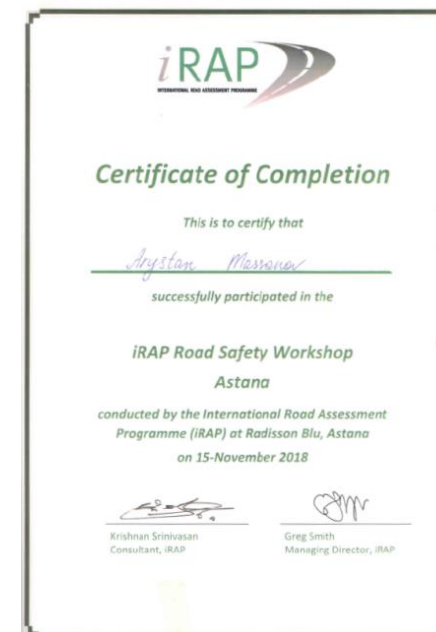 iRAP
INTERNATIONAL ROAD ASSESSMENT PROGRAMME
Certificate of Completion
This is to certify that
Arystan Massanov
successfully participated in the
iRAP Road Safety Workshop
Astana
conducted by the International Road Assessment
Programme (iRAP) at Radisson Blu, Astana
on 15-November 2018
Krishnan Srinivasan
Consultant, iRAP
Greg Smith
Managing Director, iRAP